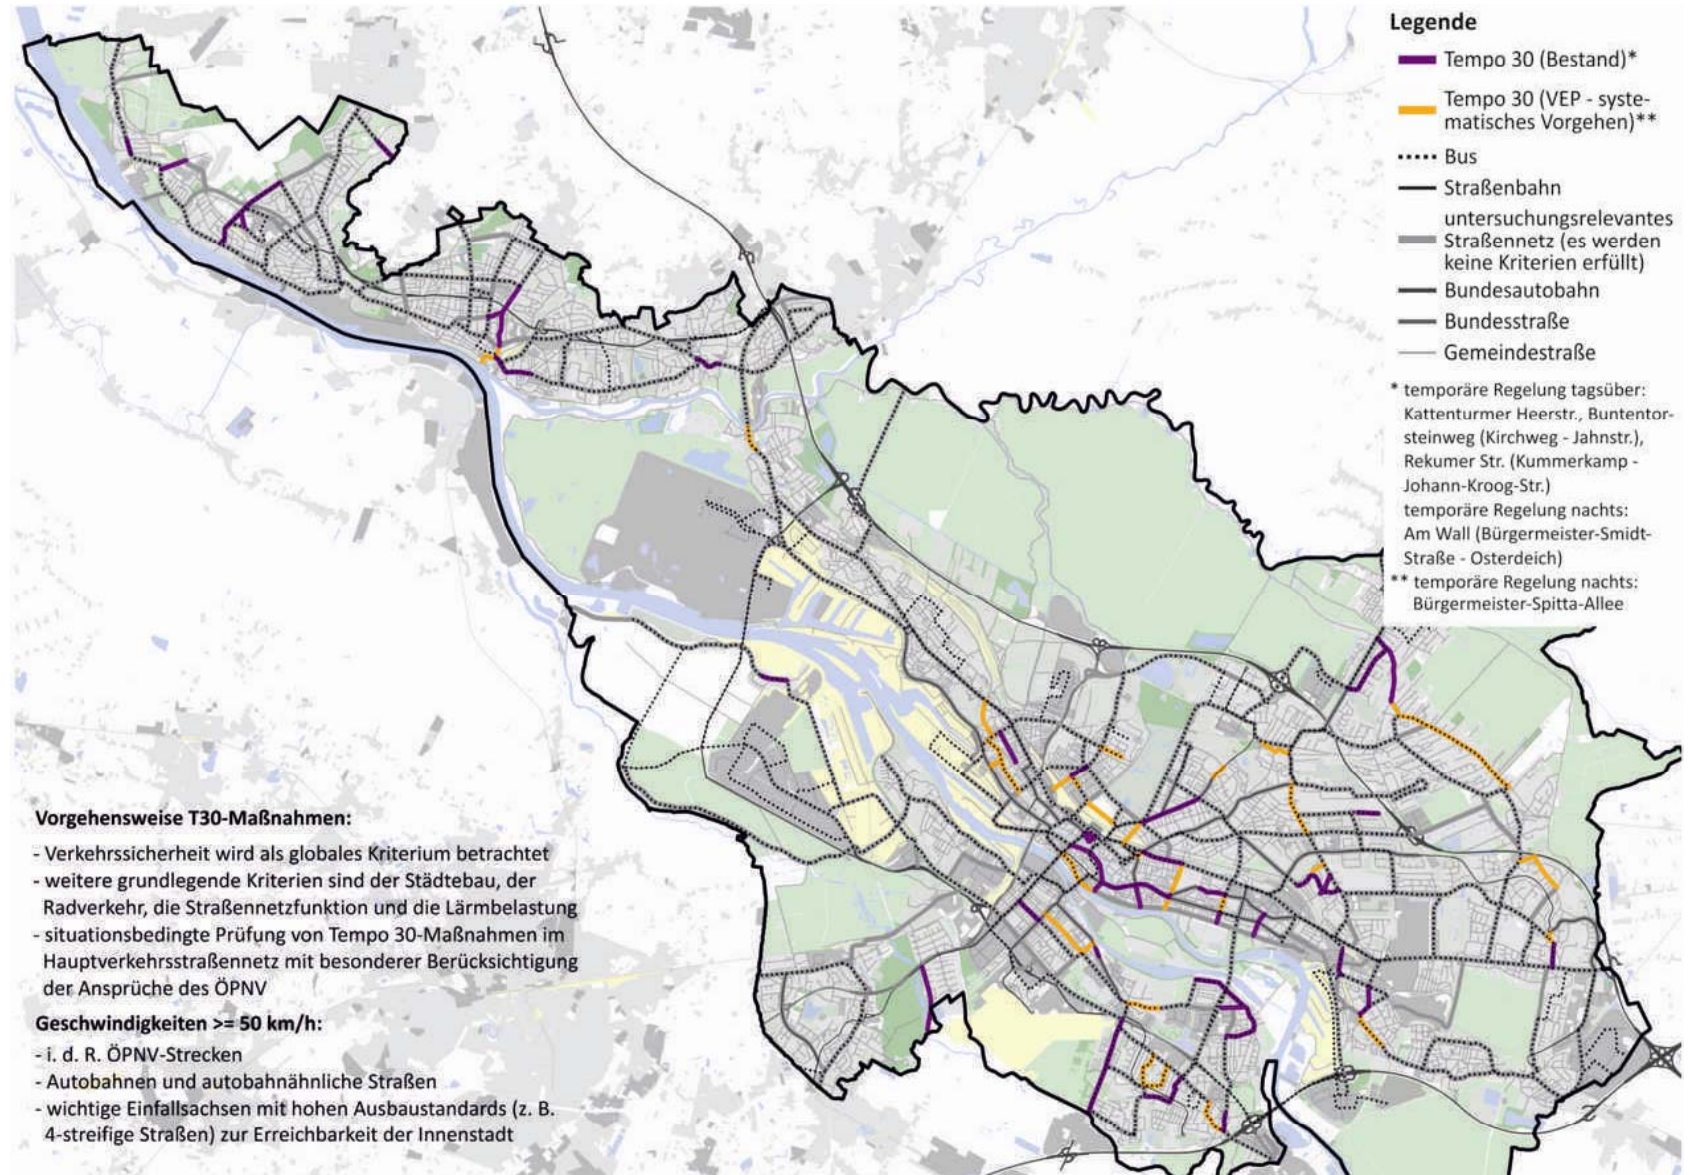 Legende
Tempo 30 (Bestand)*
Tempo 30 (VEP - syste-
matisches Vorgehen)**
Bus
Straßenbahn
untersuchungsrelevantes
Straßennetz (es werden
keine Kriterien erfüllt)
Bundesautobahn
Bundesstraße
Gemeindestraße
* temporäre Regelung tagsüber:
Kattenturmer Heerstr., Buntentor-
steinweg (Kirchweg - Jahnstr.),
Rekumer Str. (Kummerkamp -
Johann-Kroog-Str.)
temporäre Regelung nachts:
Am Wall (Bürgermeister-Smidt-
Straße - Osterdeich)
** temporäre Regelung nachts:
Bürgermeister-Spitta-Allee
Vorgehensweise T30-Maßnahmen:
- Verkehrssicherheit wird als globales Kriterium betrachtet
- weitere grundlegende Kriterien sind der Städtebau, der
Radverkehr, die Straßennetzfunktion und die Lärmbelastung
- situationsbedingte Prüfung von Tempo 30-Maßnahmen im
Hauptverkehrsstraßennetz mit besonderer Berücksichtigung
der Ansprüche des ÖPNV
Geschwindigkeiten >= 50 km/h:
- i. d. R. ÖPNV-Strecken
- Autobahnen und autobahnähnliche Straßen
- wichtige Einfallsachsen mit hohen Ausbaustandards (z. B.
4-streifige Straßen) zur Erreichbarkeit der Innenstadt